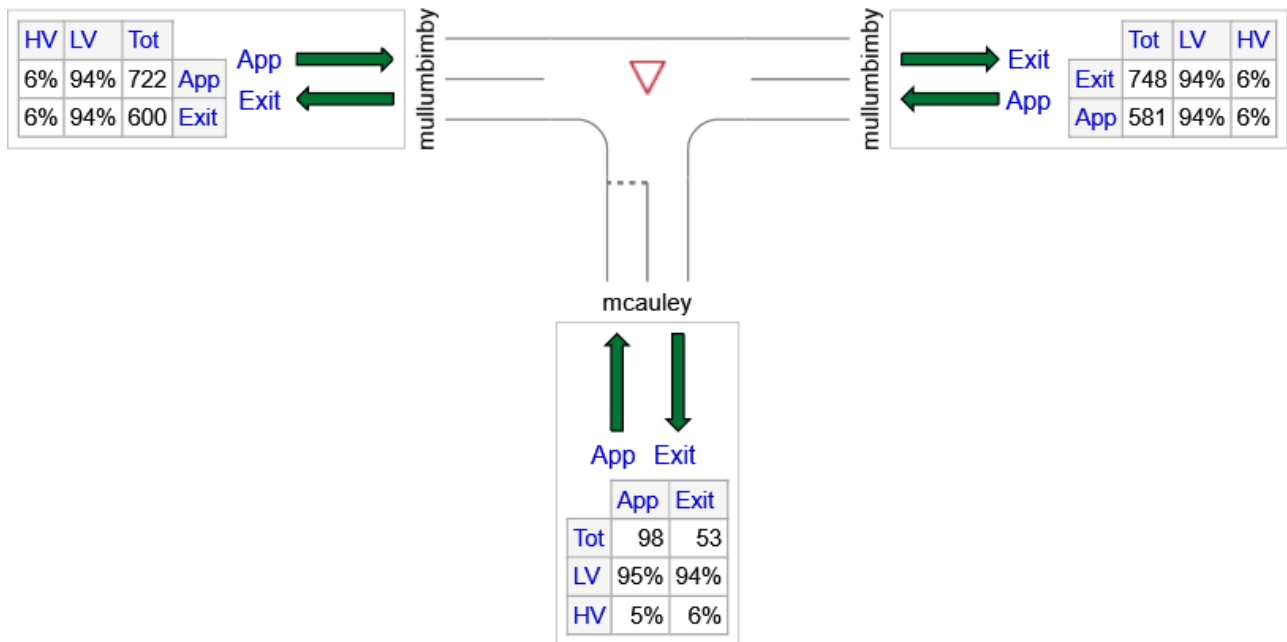 HV LV Tot
6% 94% 722 App
6% 94% 600 Exit
App
Exit
mullumbimby
mullumbimby
Exit
App
Tot LV HV
Exit 748 94% 6%
App 581 94% 6%
mcauley
App Exit
App Exit
Tot 98 53
LV 95% 94%
HV 5% 6%